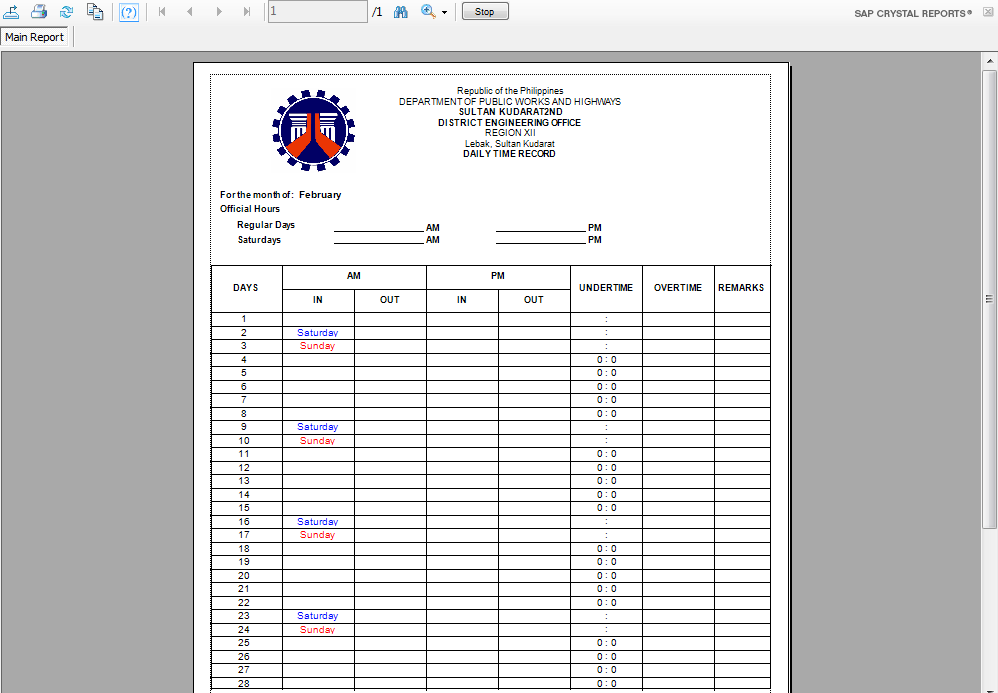 1 /1 Stop SAP CRYSTAL REPORTS®
Main Report
Republic of the Philippines
DEPARTMENT OF PUBLIC WORKS AND HIGHWAYS
SULTAN KUDARAT2ND
DISTRICT ENGINEERING OFFICE
REGION XII
Lebak, Sultan Kudarat
DAILY TIME RECORD
For the month of: February
Official Hours
Regular Days AM PM
Saturdays AM PM
DAYS AM PM UNDERTIME OVERTIME REMARKS
IN OUT IN OUT
1 :
2 Saturday :
3 Sunday :
4 0 : 0
5 0 : 0
6 0 : 0
7 0 : 0
8 0 : 0
9 Saturday :
10 Sunday :
11 0 : 0
12 0 : 0
13 0 : 0
14 0 : 0
15 0 : 0
16 Saturday :
17 Sunday :
18 0 : 0
19 0 : 0
20 0 : 0
21 0 : 0
22 0 : 0
23 Saturday :
24 Sunday :
25 0 : 0
26 0 : 0
27 0 : 0
28 0 : 0